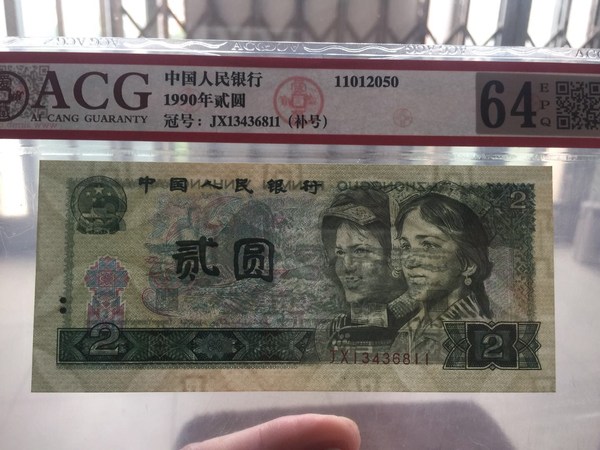 ACG
AI CANG GUARANTY
中国人民银行
1990年贰圆
冠号：JX13436811（补号）
11012050
64
EPQ
中国人民银行
贰圆
2
2
2
JX13436811